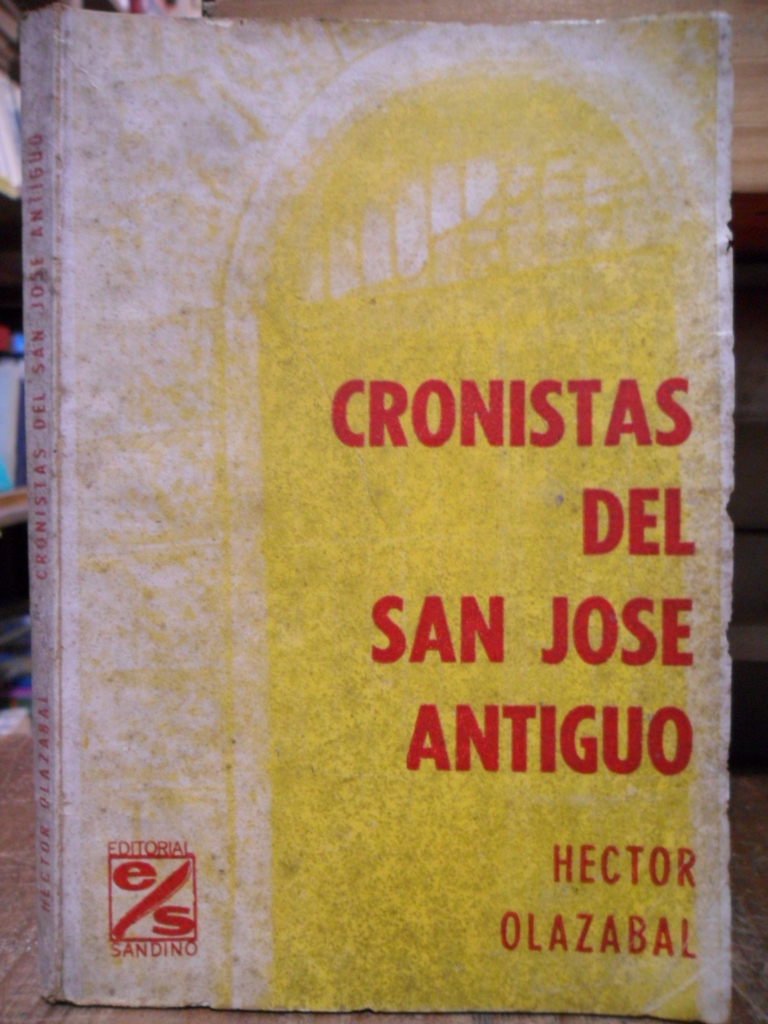 CRONISTAS
DEL
SAN JOSE
ANTIGUO
HECTOR
OLAZABAL
EDITORIAL
e/s
SANDINO
CRONISTAS DEL SAN JOSE ANTIGUO
HECTOR OLAZABAL